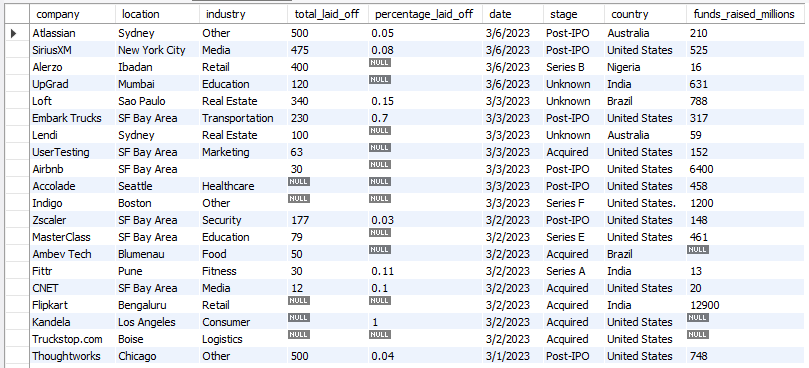 company location industry total_laid_off percentage_laid_off date stage country funds_raised_millions
Atlassian Sydney Other 500 0.05 3/6/2023 Post-IPO Australia 210
SiriusXM New York City Media 475 0.08 3/6/2023 Post-IPO United States 525
Alerzo Ibadan Retail 400 NULL 3/6/2023 Series B Nigeria 16
UpGrad Mumbai Education 120 NULL 3/6/2023 Unknown India 631
Loft Sao Paulo Real Estate 340 0.15 3/3/2023 Unknown Brazil 788
Embark Trucks SF Bay Area Transportation 230 0.7 3/3/2023 Post-IPO United States 317
Lendi Sydney Real Estate 100 NULL 3/3/2023 Unknown Australia 59
UserTesting SF Bay Area Marketing 63 NULL 3/3/2023 Acquired United States 152
Airbnb SF Bay Area 30 NULL 3/3/2023 Post-IPO United States 6400
Accolade Seattle Healthcare NULL NULL 3/3/2023 Post-IPO United States 458
Indigo Boston Other NULL NULL 3/3/2023 Series F United States. 1200
Zscaler SF Bay Area Security 177 0.03 3/2/2023 Post-IPO United States 148
MasterClass SF Bay Area Education 79 NULL 3/2/2023 Series E United States 461
Ambev Tech Blumenau Food 50 NULL 3/2/2023 Acquired Brazil NULL
Fittr Pune Fitness 30 0.11 3/2/2023 Series A India 13
CNET SF Bay Area Media 12 0.1 3/2/2023 Acquired United States 20
Flipkart Bengaluru Retail NULL NULL 3/2/2023 Acquired India 12900
Kandela Los Angeles Consumer NULL 1 3/2/2023 Acquired United States NULL
Truckstop.com Boise Logistics NULL NULL 3/2/2023 Acquired United States NULL
Thoughtworks Chicago Other 500 0.04 3/1/2023 Post-IPO United States 748